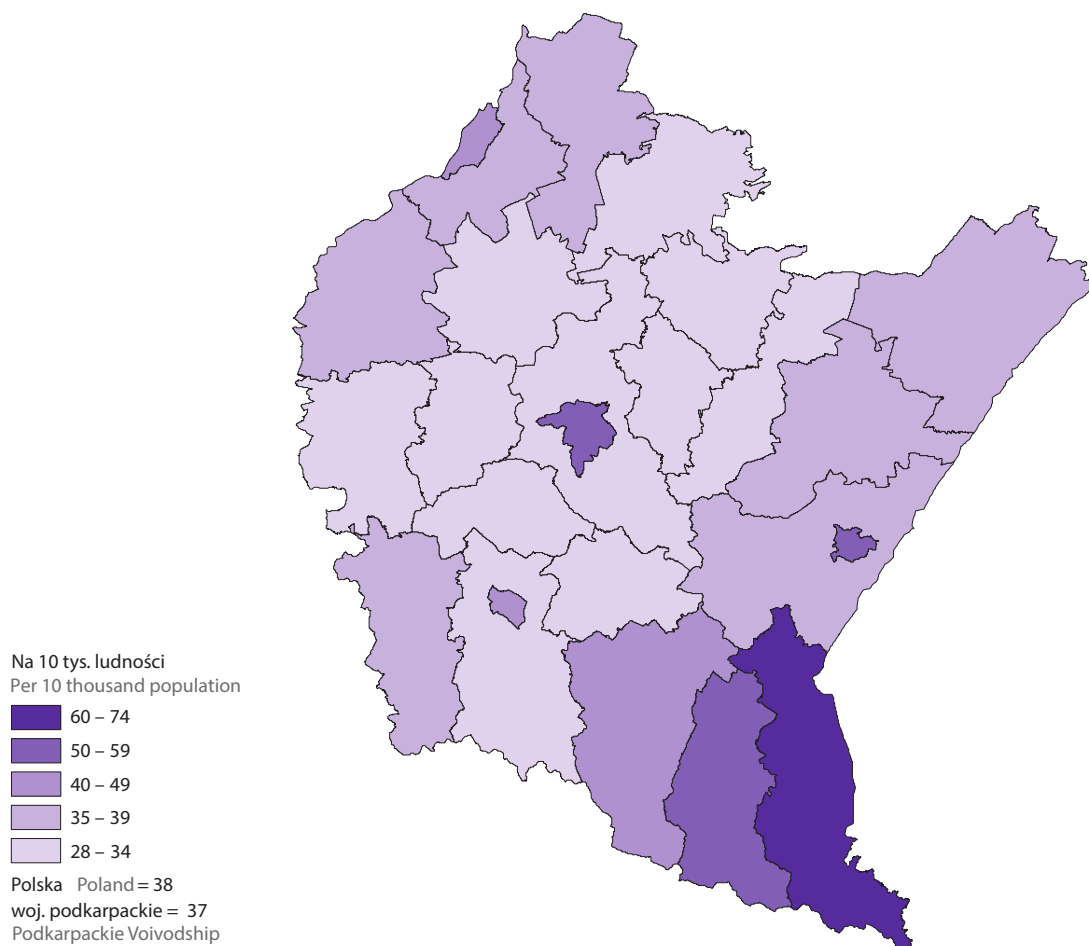 Na 10 tys. ludności
Per 10 thousand population
60 – 74
50 – 59
40 – 49
35 – 39
28 – 34
Polska Poland = 38
woj. podkarpackie = 37
Podkarpackie Voivodship